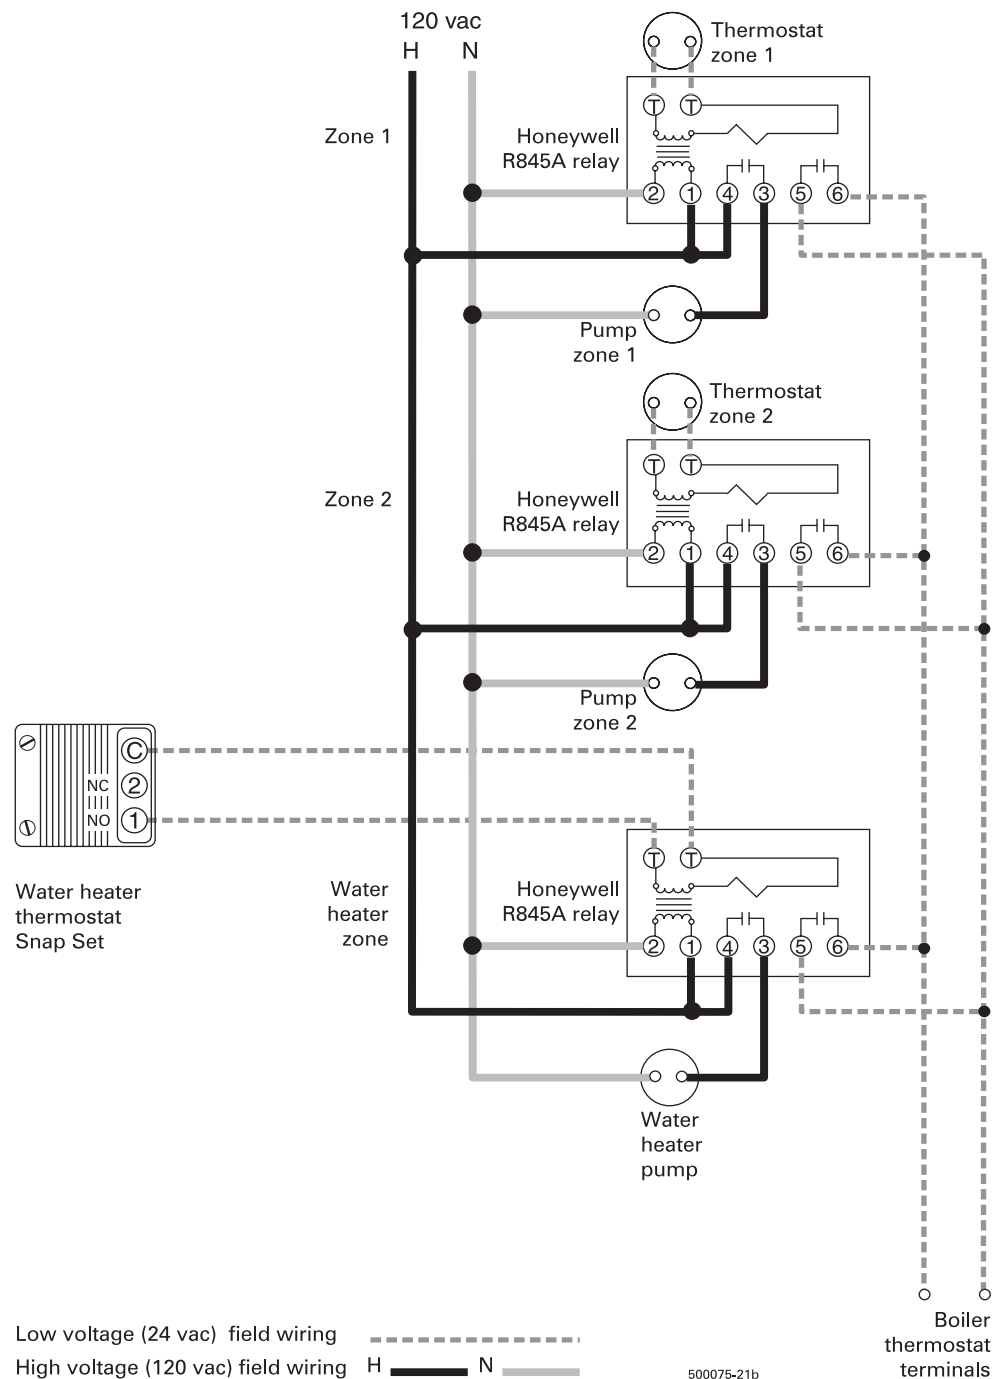 120 vac
H N
Thermostat
zone 1
Zone 1
Honeywell
R845A relay
T T
2 1 4 3 5 6
Pump
zone 1
Thermostat
zone 2
Zone 2
Honeywell
R845A relay
T T
2 1 4 3 5 6
Pump
zone 2
C
NC 2
NO 1
Water heater
thermostat
Snap Set
Water
heater
zone
Honeywell
R845A relay
T T
2 1 4 3 5 6
Water
heater
pump
Boiler
thermostat
terminals
Low voltage (24 vac) field wiring
High voltage (120 vac) field wiring H N
500075-21b